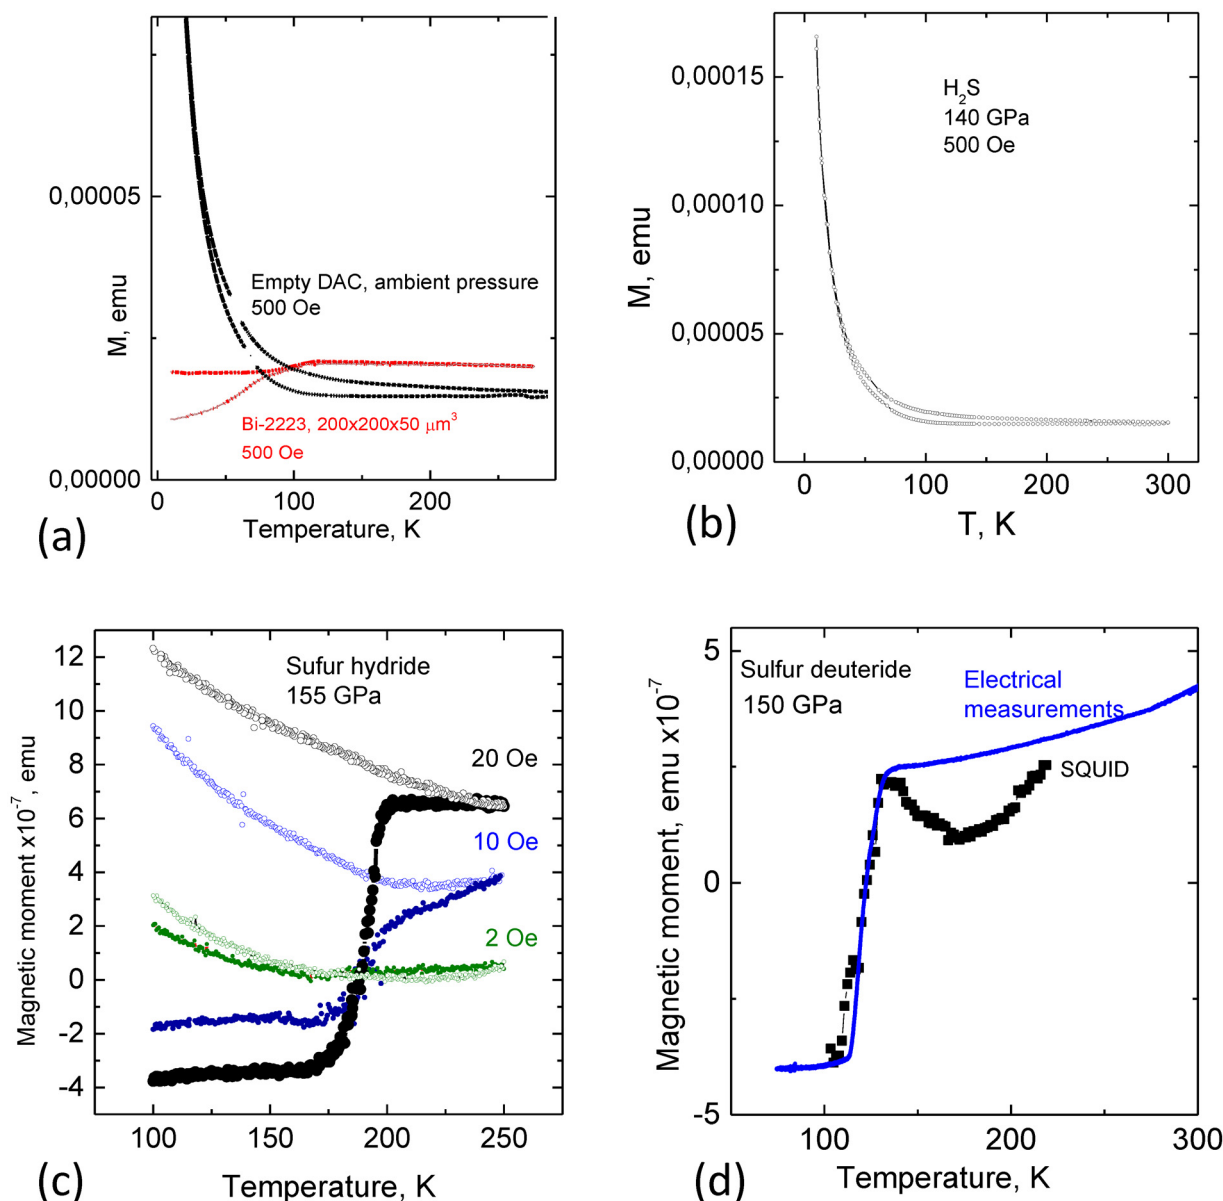 0,00005
0,00000
M, emu
Empty DAC, ambient pressure
500 Oe
Bi-2223, 200x200x50 μm³
500 Oe
0 100 200
Temperature, K
(a)
0,00015
0,00010
0,00005
0,00000
M, emu
H₂S
140 GPa
500 Oe
0 100 200 300
T, K
(b)
12
10
8
6
4
2
0
-2
-4
Magnetic moment x10⁻⁷, emu
Sufur hydride
155 GPa
20 Oe
10 Oe
2 Oe
100 150 200 250
Temperature, K
(c)
5
0
-5
Magnetic moment, emu x10⁻⁷
Sulfur deuteride
150 GPa
Electrical
measurements
SQUID
100 200 300
Temperature, K
(d)